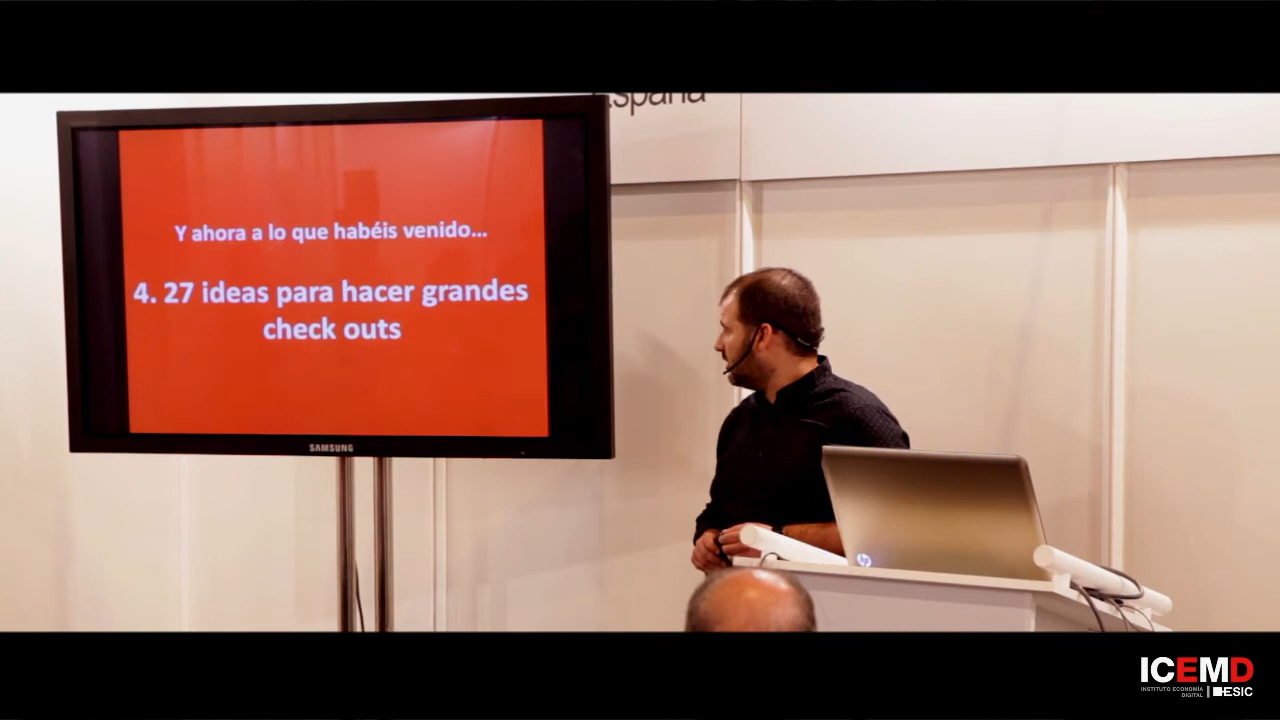 España
Y ahora a lo que habéis venido...
4. 27 ideas para hacer grandes
check outs
SAMSUNG
hp
ICEMD
INSTITUTO ECONOMÍA
DIGITAL
ESIC